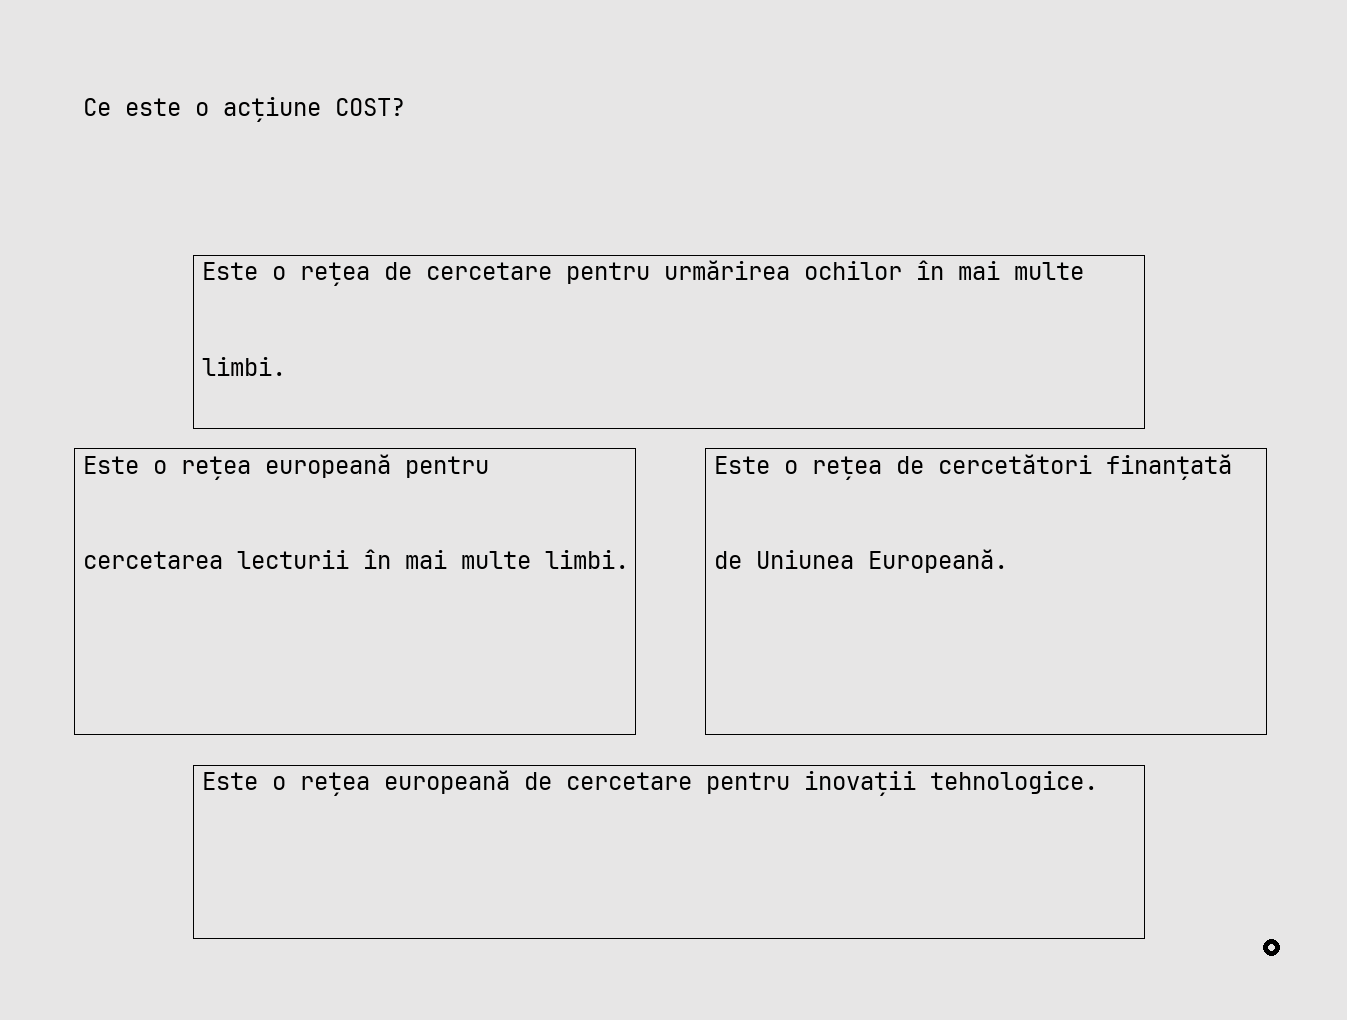 Ce este o acțiune COST?
Este o rețea de cercetare pentru urmărirea ochilor în mai multe
limbi.
Este o rețea europeană pentru
cercetarea lecturii în mai multe limbi.
Este o rețea de cercetători finanțată
de Uniunea Europeană.
Este o rețea europeană de cercetare pentru inovații tehnologice.